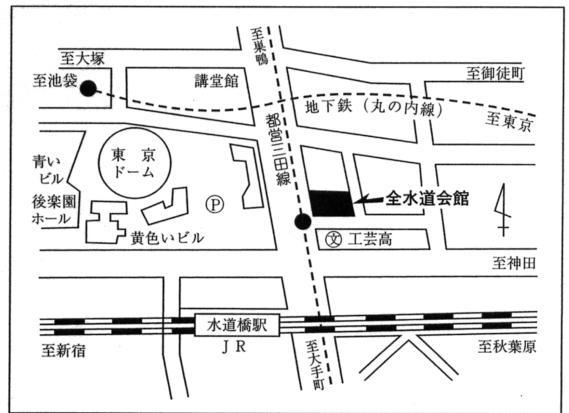 至大塚
至巣鴨
至池袋
講堂館
至御徒町
地下鉄（丸の内線）
至東京
都営三田線
青い
ビル
東京
ドーム
後楽園
ホール
Ⓟ
全水道会館
黄色いビル
文 工芸高
至神田
水道橋駅
JR
至新宿
至大手町
至秋葉原